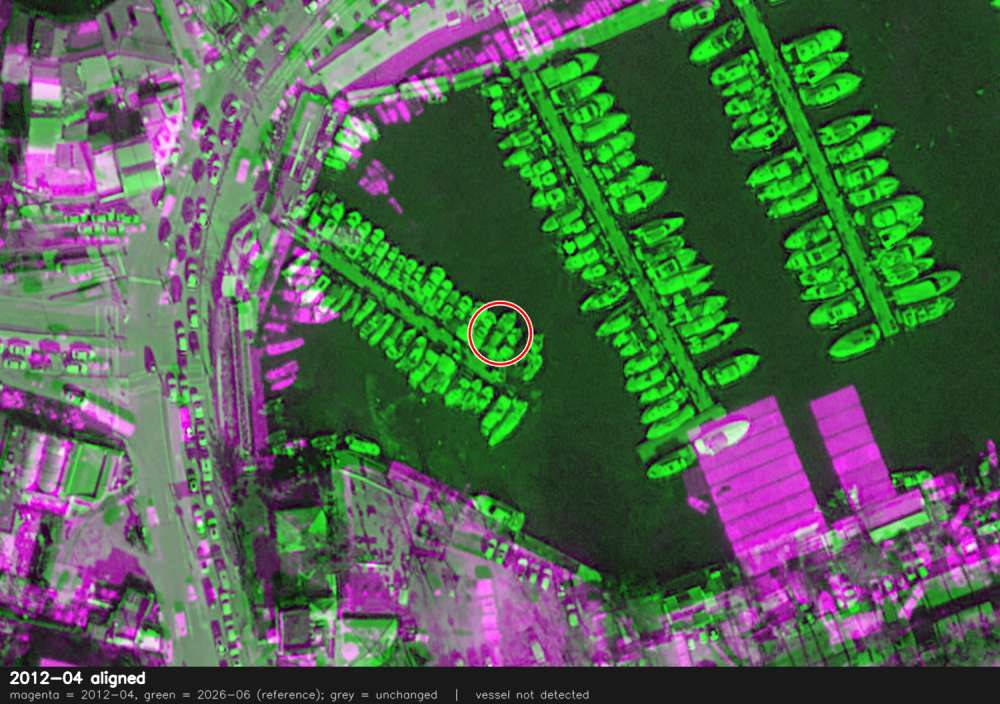 2012-04 aligned
magenta = 2012-04, green = 2026-06 (reference); grey = unchanged | vessel not detected